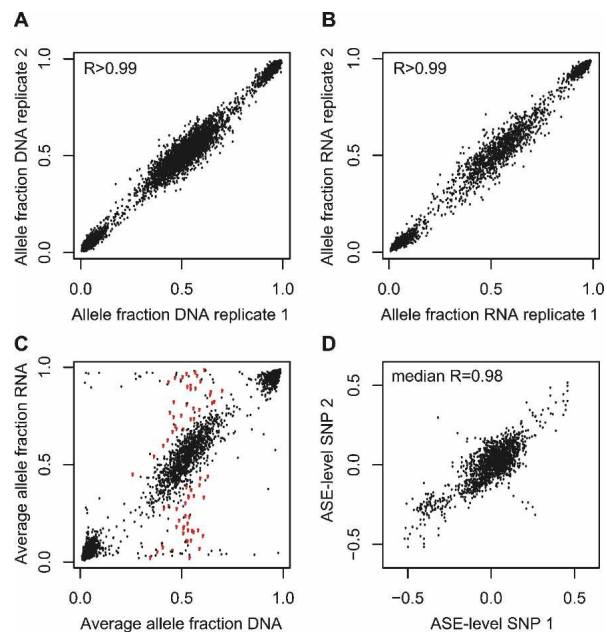 A
R>0.99
Allele fraction DNA replicate 2
1.0
0.5
0.0
0.0
0.5
1.0
Allele fraction DNA replicate 1
B
R>0.99
Allele fraction RNA replicate 2
1.0
0.5
0.0
0.0
0.5
1.0
Allele fraction RNA replicate 1
C
Average allele fraction RNA
1.0
0.5
0.0
0.0
0.5
1.0
Average allele fraction DNA
D
median R=0.98
ASE-level SNP 2
0.5
0.0
−0.5
−0.5
0.0
0.5
ASE-level SNP 1